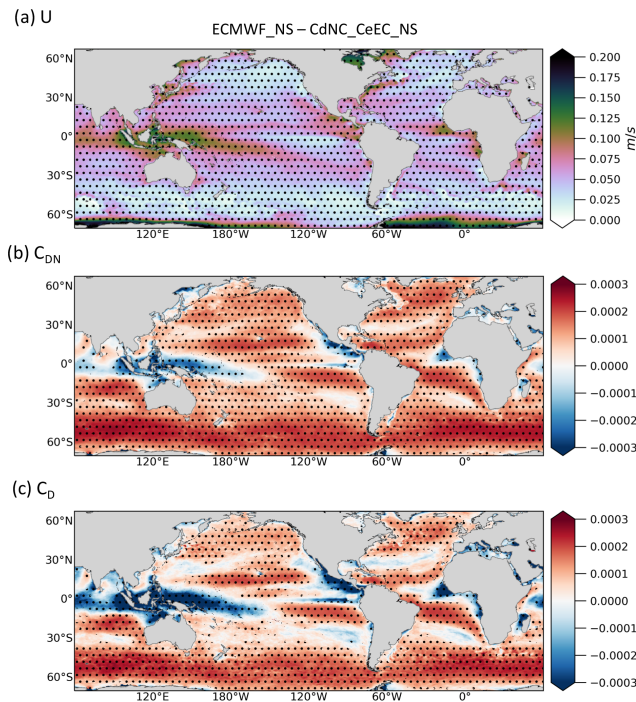 (a) U
ECMWF_NS – CdNC_CeEC_NS
60°N
30°N
0°
30°S
60°S
120°E
180°
120°W
60°W
0°
0.200
0.175
0.150
0.125
0.100
0.075
0.050
0.025
0.000
m/s
(b) C_DN
60°N
30°N
0°
30°S
60°S
120°E
180°
120°W
60°W
0°
0.0003
0.0002
0.0001
0.0000
−0.0001
−0.0002
−0.0003
(c) C_D
60°N
30°N
0°
30°S
60°S
120°E
180°
120°W
60°W
0°
0.0003
0.0002
0.0001
0.0000
−0.0001
−0.0002
−0.0003